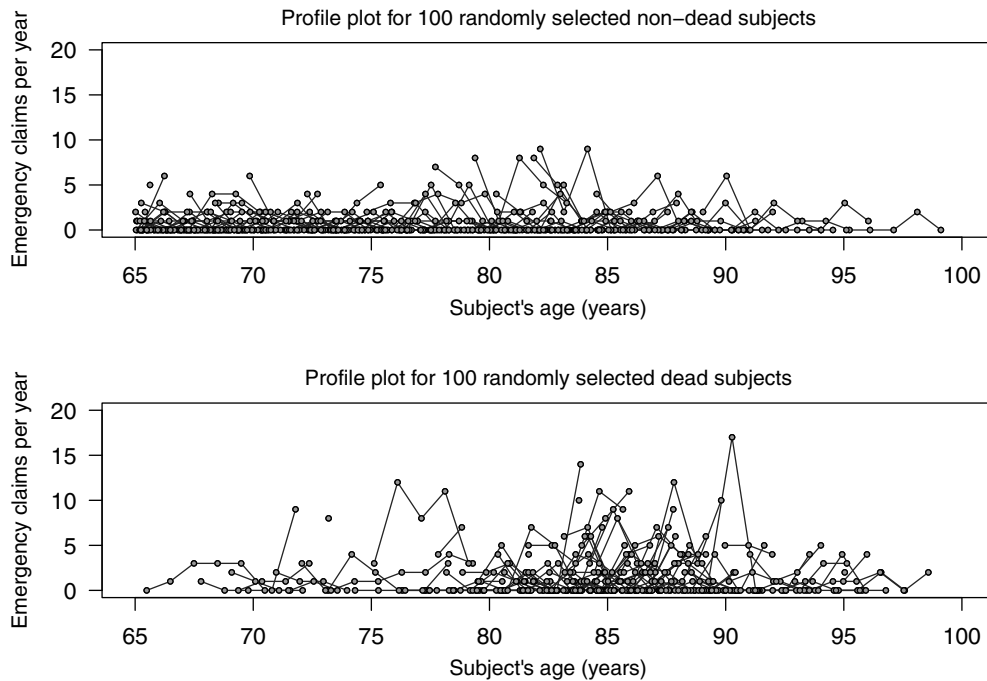 Profile plot for 100 randomly selected non−dead subjects
Emergency claims per year
20
15
10
5
0
65 70 75 80 85 90 95 100
Subject's age (years)
Profile plot for 100 randomly selected dead subjects
Emergency claims per year
20
15
10
5
0
65 70 75 80 85 90 95 100
Subject's age (years)